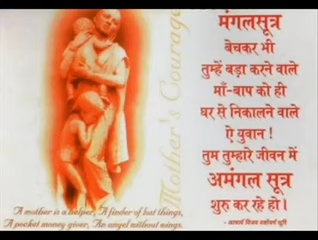 मंगलसूत्र
बेचकर भी
तुम्हें बड़ा करने वाले
माँ-बाप को ही
घर से निकालने वाले
ऐ युवान !
तुम तुम्हारे जीवन में
अमंगल सूत्र
शुरु कर रहे हो।
Mother's Courage
A mother is a helper, A finder of lost things,
A pocket money giver, An angel without wings.